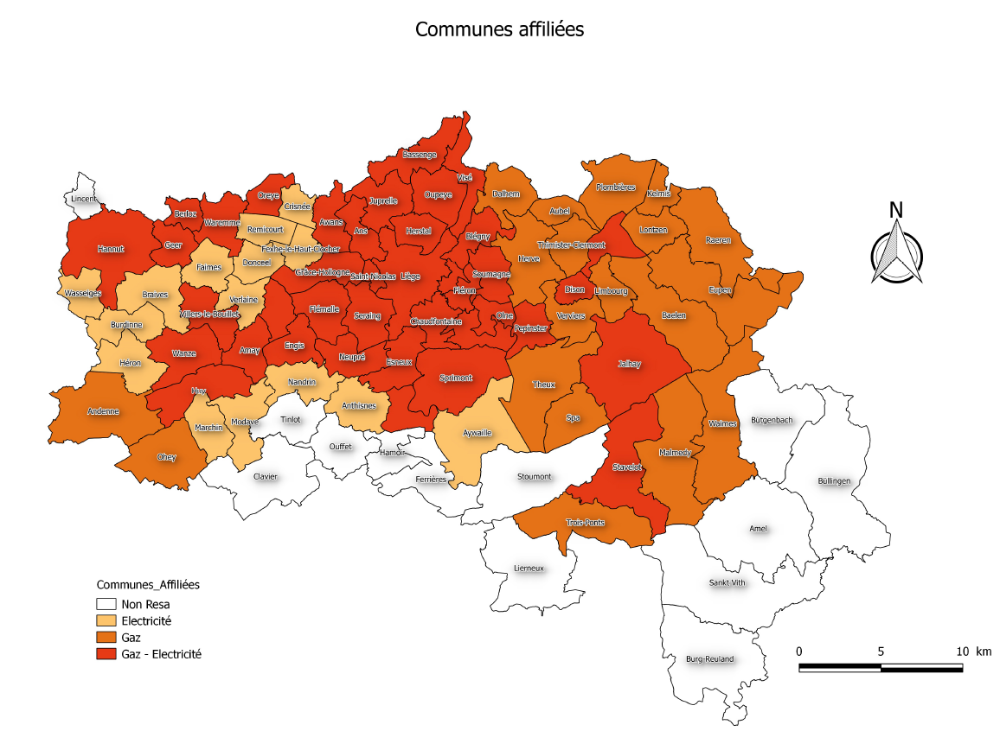 Communes affiliées
Bassenge
Visé
Lincent
Oreye
Crisnée
Juprelle
Oupeye
Dalhem
Plombières
Kelmis
Berloz
Waremme
Remicourt
Awans
Ans
Herstal
Aubel
Lontzen
Raeren
Hannut
Geer
Fexhe-le-Haut-Clocher
Blégny
Thimister-Clermont
Faimes
Donceel
Grâce-Hollogne
Saint-Nicolas
Liège
Soumagne
Herve
Wasseiges
Braives
Verlaine
Fléron
Dison
Limbourg
Eupen
Villers-le-Bouillet
Flémalle
Seraing
Chaudfontaine
Olne
Pepinster
Verviers
Baelen
Burdinne
Héron
Wanze
Amay
Engis
Neupré
Esneux
Sprimont
Jalhay
Huy
Nandrin
Anthisnes
Theux
Andenne
Marchin
Modave
Tinlot
Aywaille
Spa
Waimes
Bütgenbach
Ohey
Ouffet
Hamoir
Malmedy
Clavier
Ferrières
Stoumont
Stavelot
Büllingen
Trois-Ponts
Amel
Lierneux
Sankt-Vith
Burg-Reuland
N
Communes_Affiliées
Non Resa
Electricité
Gaz
Gaz - Electricité
0 5 10 km